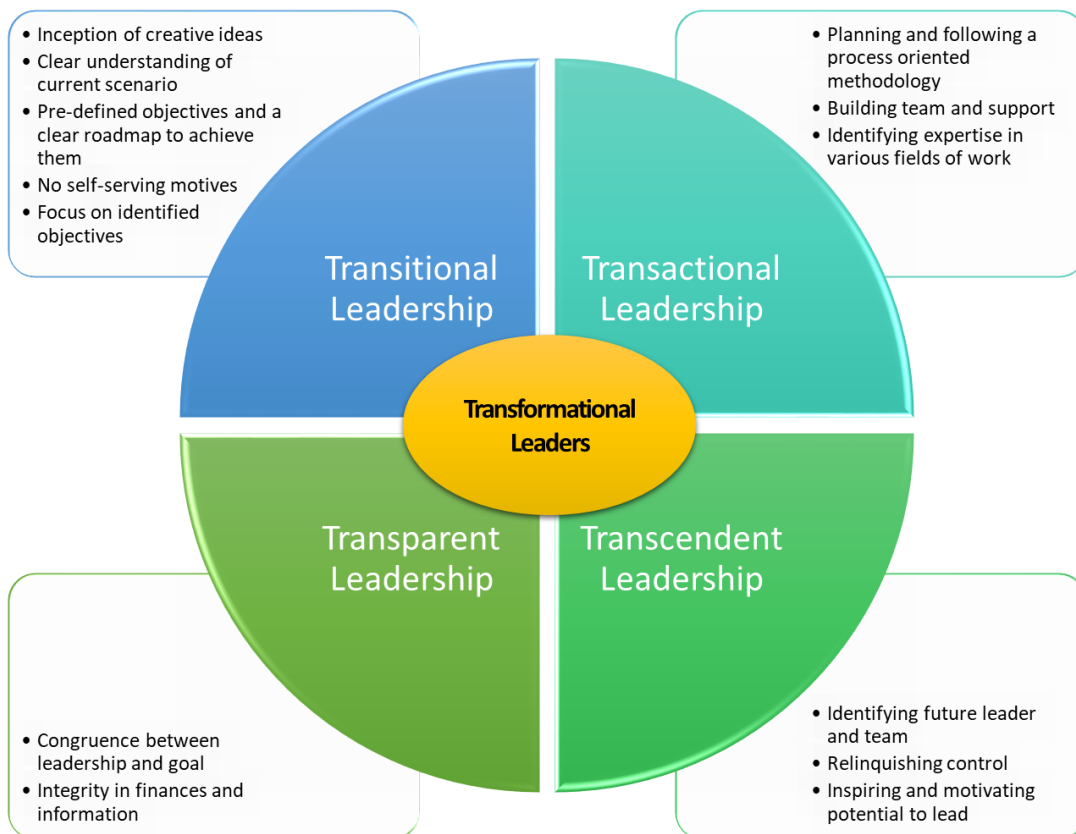 • Inception of creative ideas
• Clear understanding of
current scenario
• Pre-defined objectives and a
clear roadmap to achieve
them
• No self-serving motives
• Focus on identified
objectives
• Planning and following a
process oriented
methodology
• Building team and support
• Identifying expertise in
various fields of work
Transitional
Leadership
Transactional
Leadership
Transformational
Leaders
Transparent
Leadership
Transcendent
Leadership
• Congruence between
leadership and goal
• Integrity in finances and
information
• Identifying future leader
and team
• Relinquishing control
• Inspiring and motivating
potential to lead